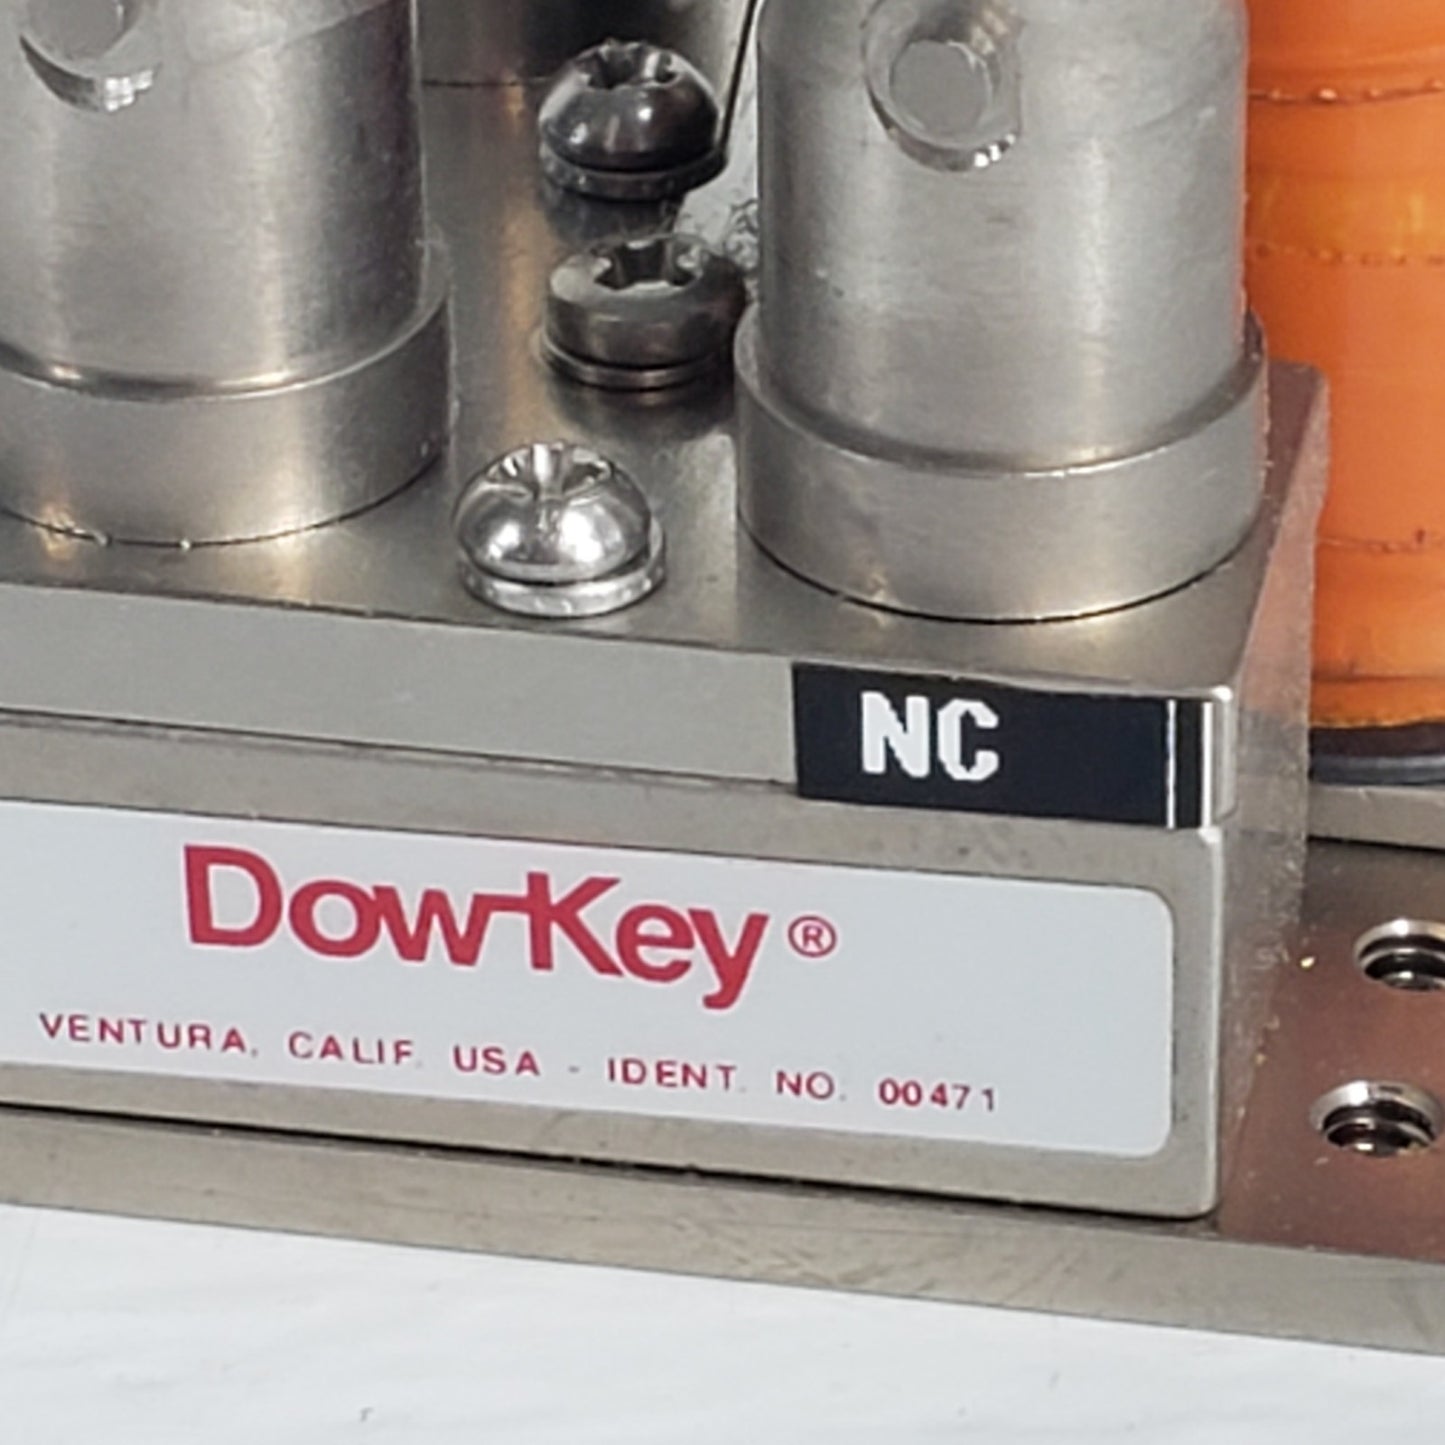 NC
Dow-Key®
VENTURA, CALIF. USA - IDENT. NO. 00471